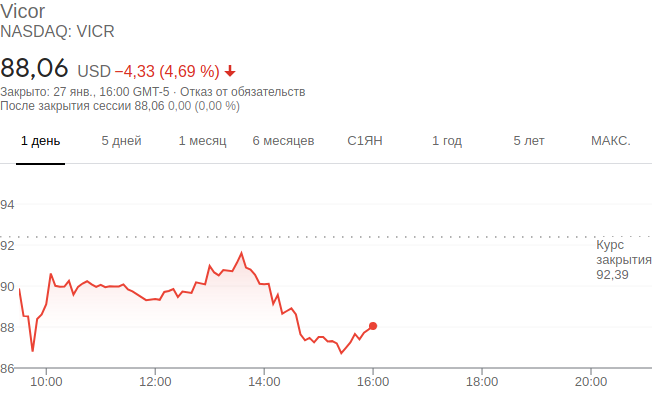 Vicor
NASDAQ: VICR
88,06 USD −4,33 (4,69 %)
Закрыто: 27 янв., 16:00 GMT-5 · Отказ от обязательств
После закрытия сессии 88,06 0,00 (0,00 %)
1 день 5 дней 1 месяц 6 месяцев С1ЯН 1 год 5 лет МАКС.
94
92
Курс
закрытия
92,39
90
88
86
10:00 12:00 14:00 16:00 18:00 20:00